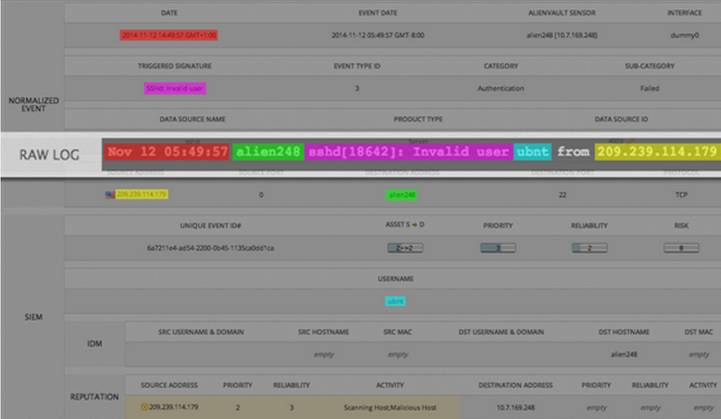 DATE EVENT DATE ALIENVAULT SENSOR INTERFACE
2014-11-12 14:49:57 GMT+1:00 2014-11-12 05:49:57 GMT-8:00 alien248 [10.7.169.248] dummy0
TRIGGERED SIGNATURE EVENT TYPE ID CATEGORY SUB-CATEGORY
SSHd: Invalid user 3 Authentication Failed
NORMALIZED EVENT
DATA SOURCE NAME PRODUCT TYPE DATA SOURCE ID
RAW LOG Nov 12 05:49:57 alien248 sshd[18642]: Invalid user ubnt from 209.239.114.179
SOURCE ADDRESS SOURCE PORT DESTINATION ADDRESS DESTINATION PORT PROTOCOL
209.239.114.179 0 alien248 22 TCP
UNIQUE EVENT ID# ASSET S ➔ D PRIORITY RELIABILITY RISK
6a7211e4-ad54-2200-0b45-1135ca0dd1ca 2->2 3 2 0
USERNAME
ubnt
SIEM
IDM
SRC USERNAME & DOMAIN SRC HOSTNAME SRC MAC DST USERNAME & DOMAIN DST HOSTNAME DST MAC
empty empty alien248 empty
REPUTATION
SOURCE ADDRESS PRIORITY RELIABILITY ACTIVITY DESTINATION ADDRESS PRIORITY RELIABILITY ACTIVITY
209.239.114.179 2 3 Scanning Host;Malicious Host 10.7.169.248 empty empty empty